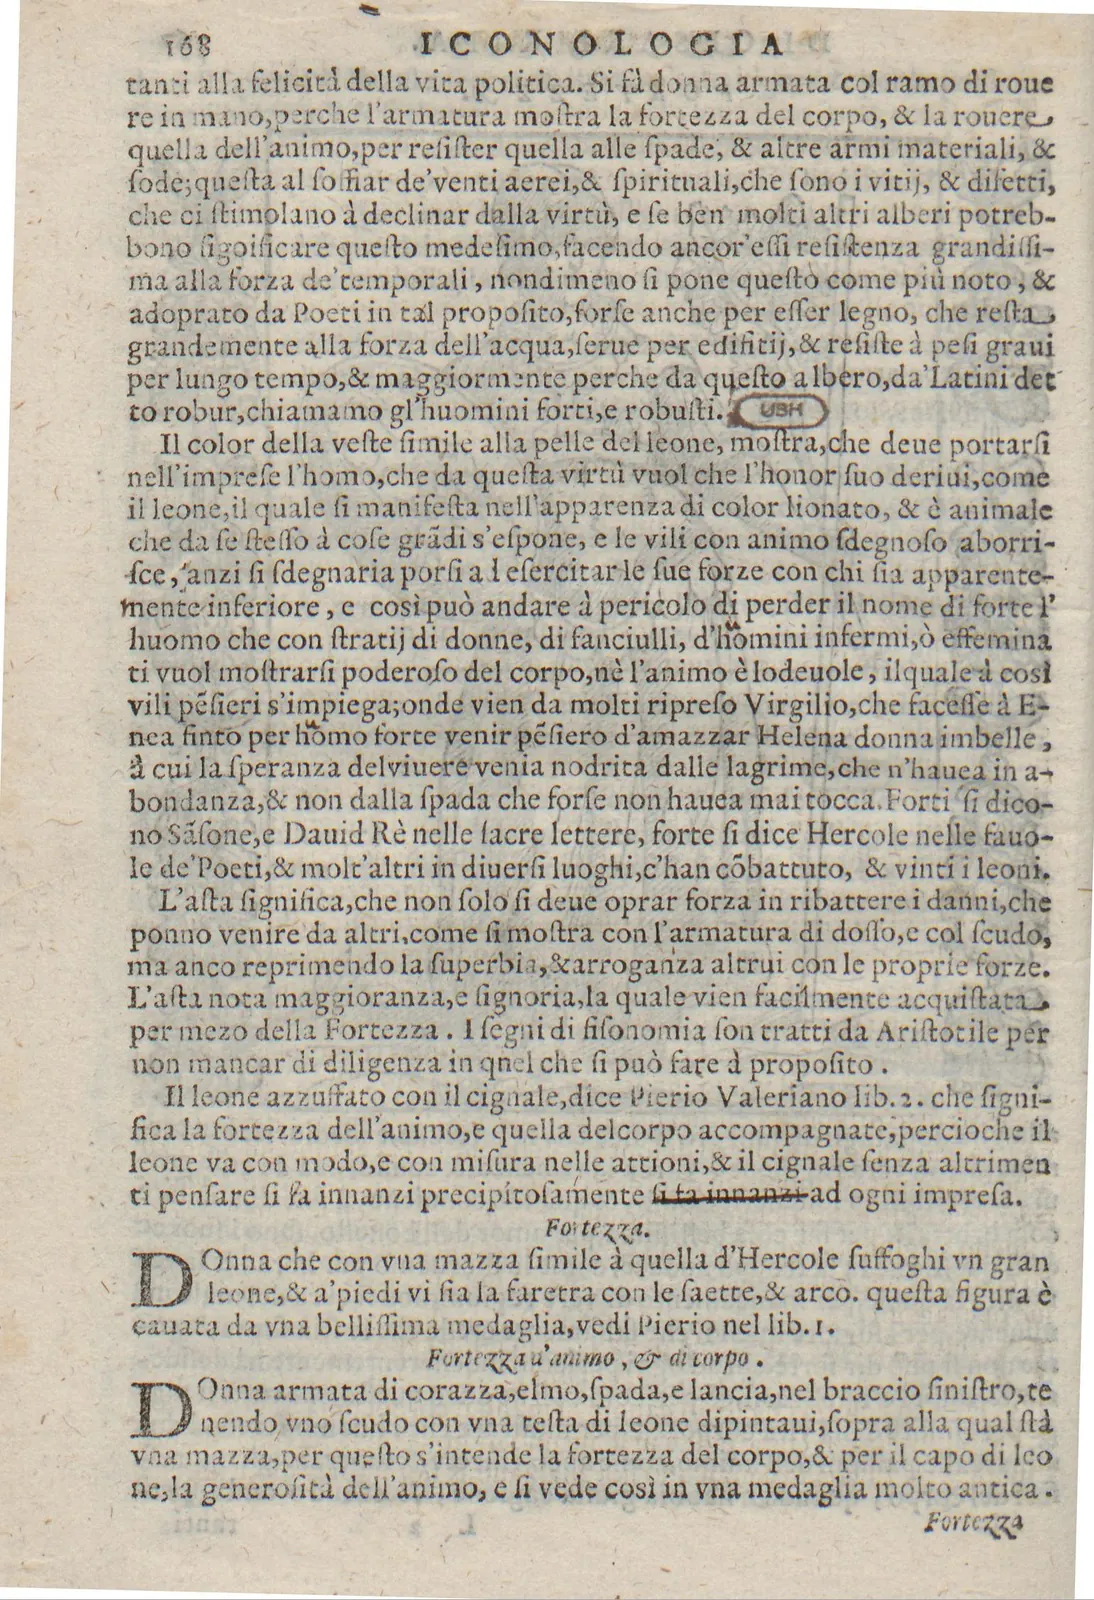 168 ICONOLOGIA
tanti alla felicità della vita politica. Si fà donna armata col ramo di roue
re in mano,perche l'armatura moſtra la fortezza del corpo, & la rouere,
quella dell'animo,per reſiſter quella alle ſpade, & altre armi materiali, &
ſode;queſta al ſoffiar de'venti aerei,& ſpirituali,che ſono i vitij, & difetti,
che ci ſtimolano à declinar dalla virtù, e ſe ben molti altri alberi potreb-
bono ſigoificare queſto medeſimo,facendo ancor'eſſi reſiſtenza grandiſſi-
ma alla forza de'temporali, nondimeno ſi pone queſto come più noto, &
adoprato da Poeti in tal propoſito,forſe anche per eſſer legno, che reſta,
grandemente alla forza dell'acqua,ſerue per edifitij,& reſiſte à peſi graui
per lungo tempo,& maggiormente perche da queſto albero,da'Latini det
to robur,chiamamo gl'huomini forti,e robuſti. UBH
Il color della veſte ſimile alla pelle del leone, moſtra,che deue portarſi
nell'impreſe l'homo,che da queſta virtù vuol che l'honor ſuo deriui,come
il leone,il quale ſi manifeſta nell'apparenza di color lionato, & è animale
che da ſe ſteſſo à coſe grãdi s'eſpone, e le vili con animo ſdegnoſo aborri-
ſce, anzi ſi ſdegnaria porſi ad eſercitar le ſue forze con chi ſia apparente-
mente inferiore, e così può andare à pericolo di perder il nome di forte l'
huomo che con ſtratij di donne, di fanciulli, d'huomini infermi,ò effemina
ti vuol moſtrarſi poderoſo del corpo,nè l'animo è lodeuole, ilquale à così
vili pẽſieri s'impiega;onde vien da molti ripreſo Virgilio,che faceſſe à E-
nea finto per huomo forte venir pẽſiero d'amazzar Helena donna imbelle,
à cui la ſperanza delviuere venia nodrita dalle lagrime,che n'hauea in a-
bondanza,& non dalla ſpada che forſe non hauea mai tocca. Forti ſi dico-
no Sãſone,e Dauid Rè nelle ſacre lettere, forte ſi dice Hercole nelle fauo-
le de'Poeti,& molt'altri in diuerſi luoghi,c'han cõbattuto, & vinti i leoni.
L'aſta ſignifica,che non ſolo ſi deue oprar forza in ribattere i danni,che
ponno venire da altri,come ſi moſtra con l'armatura di doſſo,e col ſcudo,
ma anco reprimendo la ſuperbia,&arroganza altrui con le proprie forze.
L'aſta nota maggioranza,e ſignoria,la quale vien facilmente acquiſtata,
per mezo della Fortezza. I ſegni di fiſonomia ſon tratti da Ariſtotile per
non mancar di diligenza in qnel che ſi può fare à propoſito.
Il leone azzuffato con il cignale,dice Pierio Valeriano lib.2. che ſigni-
fica la fortezza dell'animo,e quella delcorpo accompagnate,percioche il
leone va con modo,e con miſura nelle attioni,& il cignale ſenza altrimen
ti penſare ſi fa innanzi precipitoſamente ſi fa innanzi ad ogni impreſa.
Fortezza.
DOnna che con vna mazza ſimile à quella d'Hercole ſuffoghi vn gran
leone,& a'piedi vi ſia la faretra con le ſaette,& arco. queſta figura è
cauata da vna belliſſima medaglia,vedi Pierio nel lib.1.
Fortezza d'animo, & di corpo.
DOnna armata di corazza,elmo,ſpada,e lancia,nel braccio ſiniſtro,te
nendo vno ſcudo con vna teſta di leone dipintaui,ſopra alla qual ſtà
vna mazza,per queſto s'intende la fortezza del corpo,& per il capo di leo
ne,la generoſità dell'animo, e ſi vede così in vna medaglia molto antica.
Fortezza